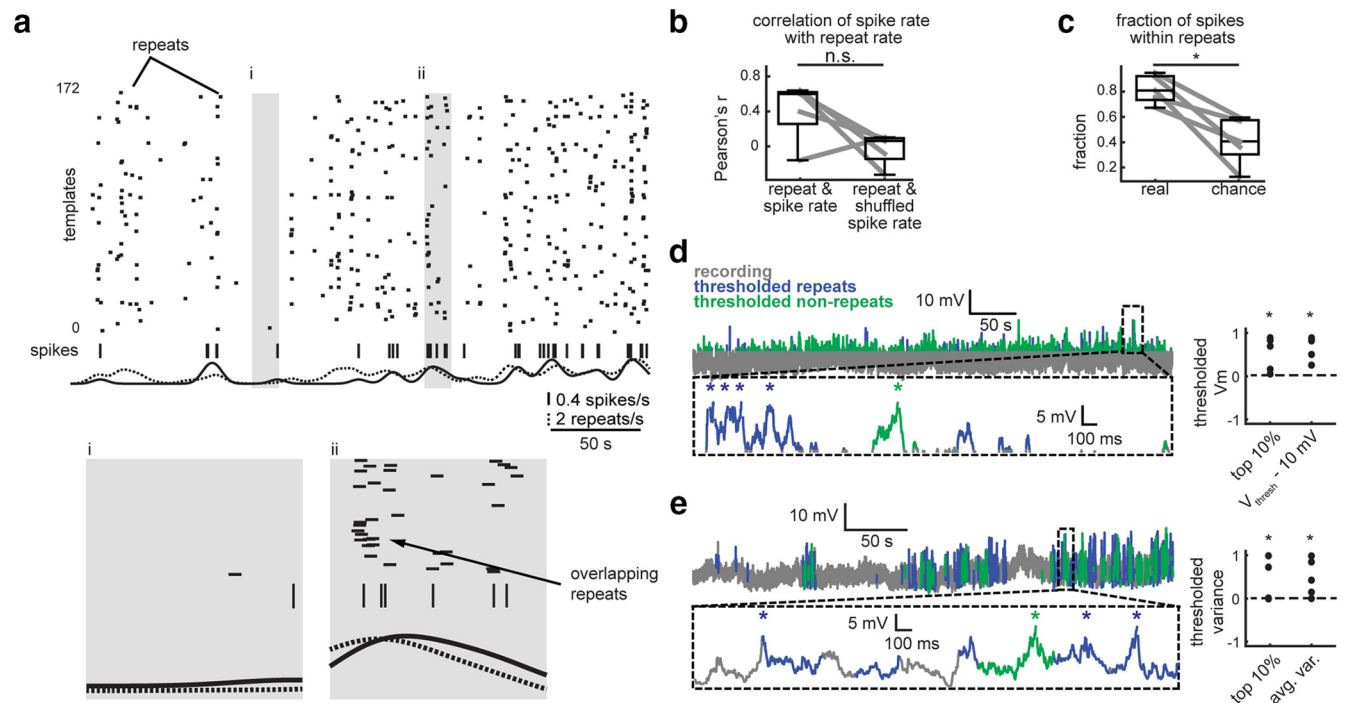 a
repeats
i
ii
172
templates
0
spikes
0.4 spikes/s
2 repeats/s
50 s
i
ii
overlapping
repeats
b
correlation of spike rate
with repeat rate
n.s.
0.8
0.4
0
Pearson's r
repeat &
spike rate
repeat &
shuffled
spike rate
c
fraction of spikes
within repeats
*
0.8
0.6
0.4
0.2
fraction
real
chance
d
recording
thresholded repeats
thresholded non-repeats
10 mV
50 s
* * * *
*
5 mV
100 ms
* *
thresholded
Vm
1
0
-1
top 10%
Vthresh - 10 mV
e
10 mV
50 s
*
5 mV
100 ms
* * *
* *
thresholded
variance
1
0
-1
top 10%
avg. var.